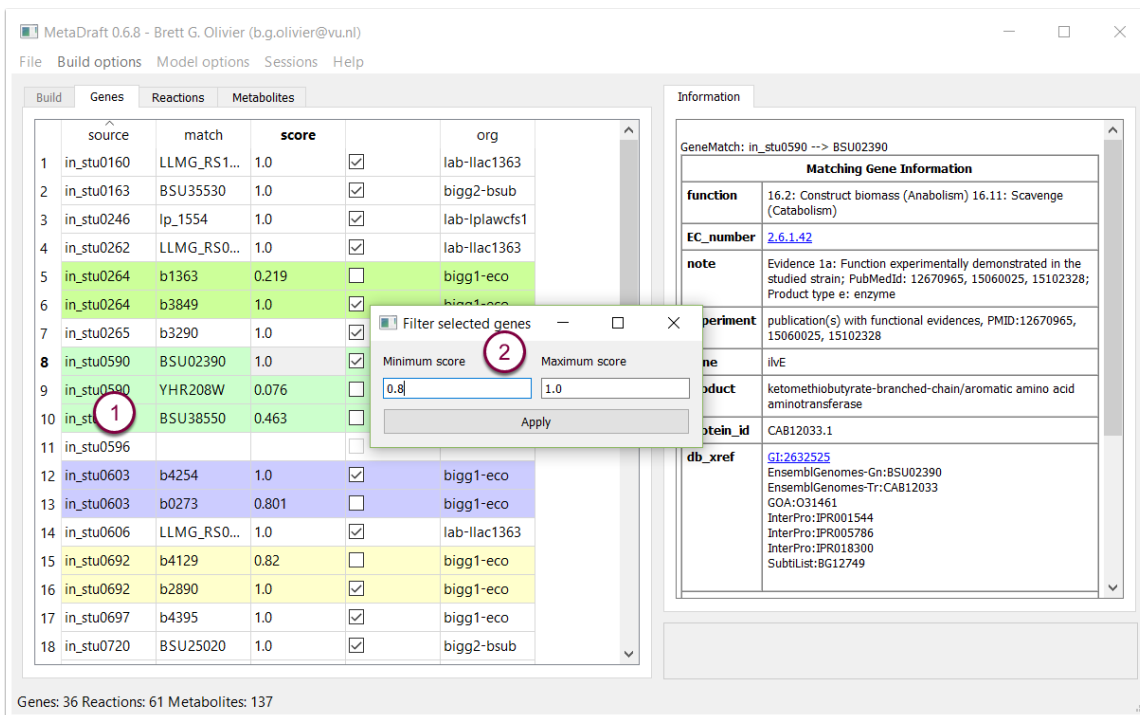 MetaDraft 0.6.8 - Brett G. Olivier (b.g.olivier@vu.nl)
File Build options Model options Sessions Help
Build Genes Reactions Metabolites
source match score org
1 in_stu0160 LLMG_RS1... 1.0 lab-llac1363
2 in_stu0163 BSU35530 1.0 bigg2-bsub
3 in_stu0246 lp_1554 1.0 lab-lplawcfs1
4 in_stu0262 LLMG_RS0... 1.0 lab-llac1363
5 in_stu0264 b1363 0.219 bigg1-eco
6 in_stu0264 b3849 1.0 bigg1-eco
7 in_stu0265 b3290 1.0
8 in_stu0590 BSU02390 1.0
9 in_stu0590 YHR208W 0.076
10 in_st BSU38550 0.463
11 in_stu0596
12 in_stu0603 b4254 1.0 bigg1-eco
13 in_stu0603 b0273 0.801 bigg1-eco
14 in_stu0606 LLMG_RS0... 1.0 lab-llac1363
15 in_stu0692 b4129 0.82 bigg1-eco
16 in_stu0692 b2890 1.0 bigg1-eco
17 in_stu0697 b4395 1.0 bigg1-eco
18 in_stu0720 BSU25020 1.0 bigg2-bsub
1
Filter selected genes
2
Minimum score Maximum score
0.8 1.0
Apply
Information
GeneMatch: in_stu0590 --> BSU02390
Matching Gene Information
function 16.2: Construct biomass (Anabolism) 16.11: Scavenge
(Catabolism)
EC_number 2.6.1.42
note Evidence 1a: Function experimentally demonstrated in the
studied strain; PubMedId: 12670965, 15060025, 15102328;
Product type e: enzyme
periment publication(s) with functional evidences, PMID:12670965,
15060025, 15102328
ne ilvE
duct ketomethiobutyrate-branched-chain/aromatic amino acid
aminotransferase
otein_id CAB12033.1
db_xref GI:2632525
EnsemblGenomes-Gn:BSU02390
EnsemblGenomes-Tr:CAB12033
GOA:O31461
InterPro:IPR001544
InterPro:IPR005786
InterPro:IPR018300
SubtiList:BG12749
Genes: 36 Reactions: 61 Metabolites: 137